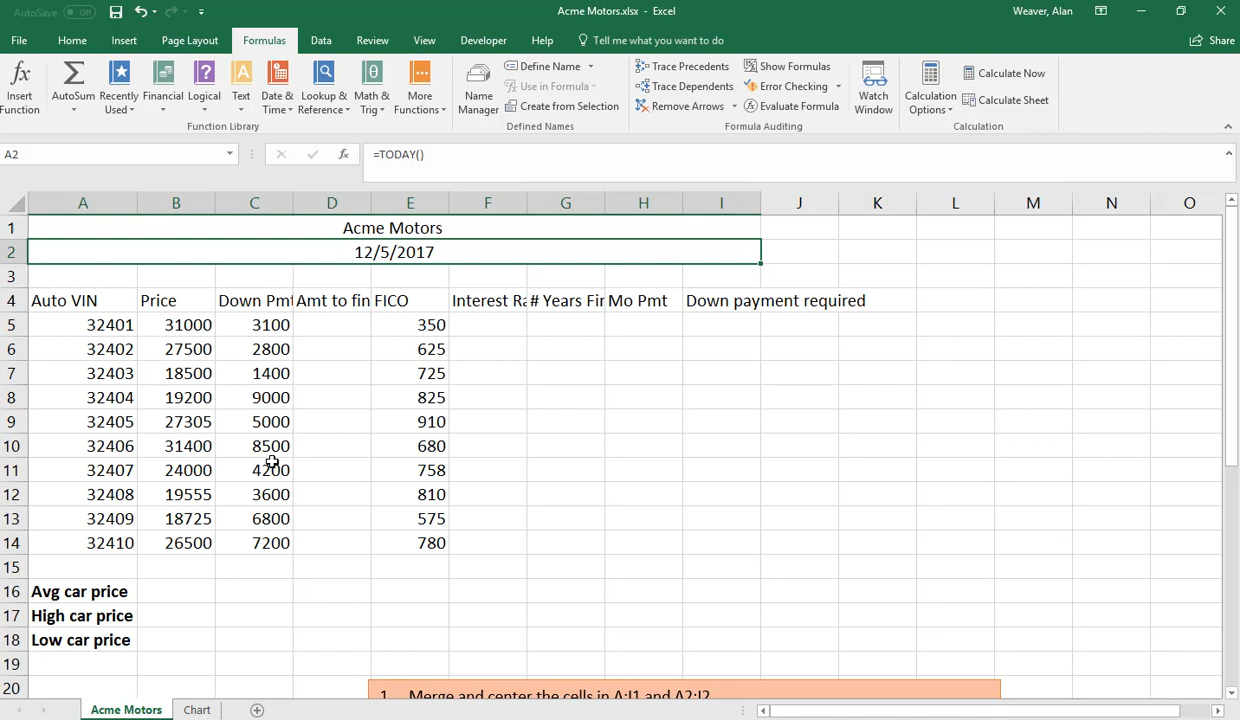 AutoSave Off
Acme Motors.xlsx - Excel
Weaver, Alan
File Home Insert Page Layout Formulas Data Review View Developer Help Tell me what you want to do Share
Insert Function
AutoSum
Recently Used
Financial
Logical
Text
Date & Time
Lookup & Reference
Math & Trig
More Functions
Function Library
Name Manager
Define Name
Use in Formula
Create from Selection
Defined Names
Trace Precedents
Trace Dependents
Remove Arrows
Show Formulas
Error Checking
Evaluate Formula
Formula Auditing
Watch Window
Calculation Options
Calculate Now
Calculate Sheet
Calculation
A2 fx =TODAY()
A B C D E F G H I J K L M N O
1 Acme Motors
2 12/5/2017
3
4 Auto VIN Price Down Pmt Amt to fin FICO Interest Ra # Years Fir Mo Pmt Down payment required
5 32401 31000 3100 350
6 32402 27500 2800 625
7 32403 18500 1400 725
8 32404 19200 9000 825
9 32405 27305 5000 910
10 32406 31400 8500 680
11 32407 24000 4200 758
12 32408 19555 3600 810
13 32409 18725 6800 575
14 32410 26500 7200 780
15
16 Avg car price
17 High car price
18 Low car price
19
20 1. Merge and center the cells in A:I1 and A2:I2
Acme Motors Chart